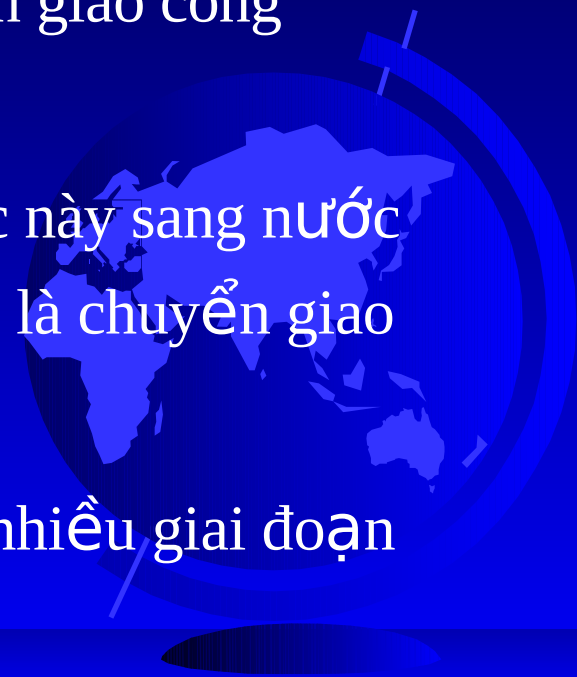 giao công
này sang nước
là chuyển giao
nhiều giai đoạn